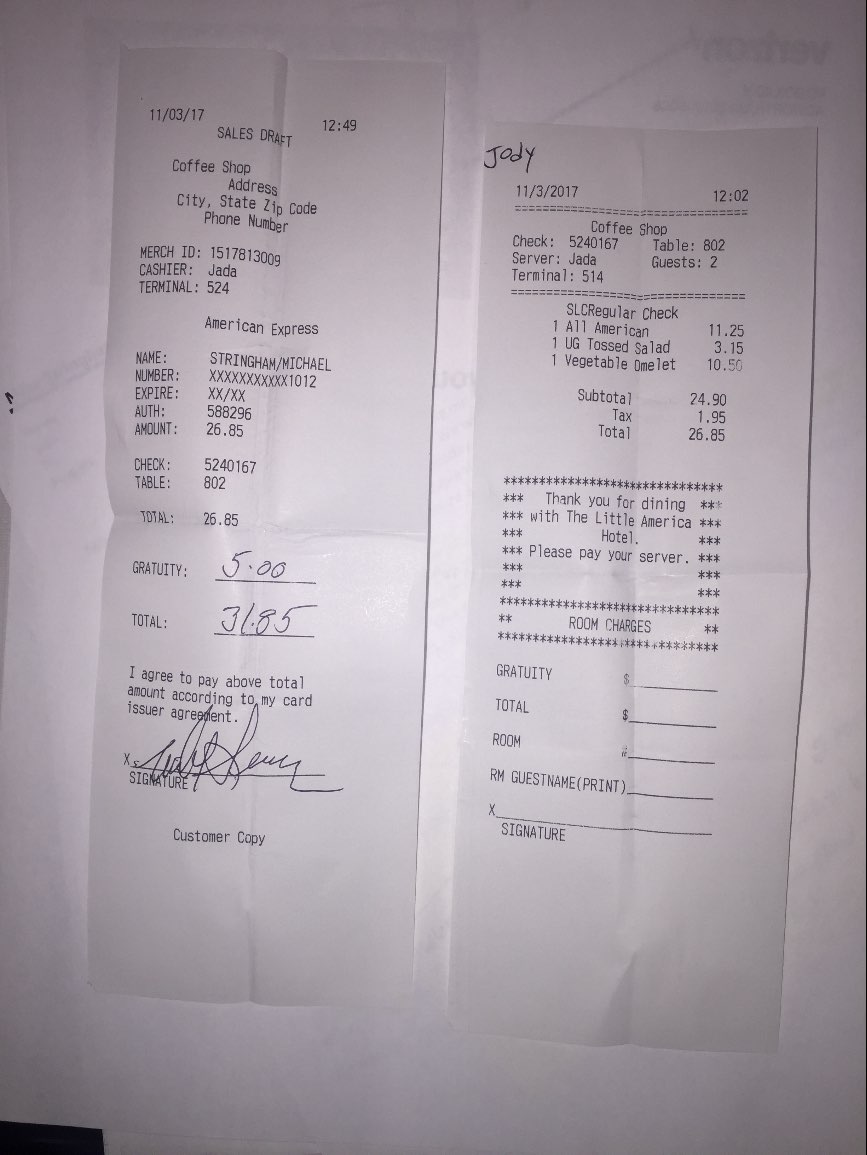 11/03/17 12:49
SALES DRAFT
Coffee Shop
Address
City, State Zip Code
Phone Number
MERCH ID: 1517813009
CASHIER: Jada
TERMINAL: 524
American Express
NAME: STRINGHAM/MICHAEL
NUMBER: XXXXXXXXXXX1012
EXPIRE: XX/XX
AUTH: 588296
AMOUNT: 26.85
CHECK: 5240167
TABLE: 802
TOTAL: 26.85
GRATUITY: 5.00
TOTAL: 31.85
I agree to pay above total
amount according to my card
issuer agreement.
X
SIGNATURE
Customer Copy
Jody
11/3/2017 12:02
==============================
Coffee Shop
Check: 5240167 Table: 802
Server: Jada Guests: 2
Terminal: 514
==============================
SLCRegular Check
1 All American 11.25
1 UG Tossed Salad 3.15
1 Vegetable Omelet 10.50
Subtotal 24.90
Tax 1.95
Total 26.85
******************************
*** Thank you for dining ***
*** with The Little America ***
*** Hotel. ***
*** Please pay your server. ***
*** ***
*** ***
******************************
** ROOM CHARGES **
******************************
GRATUITY $
TOTAL $
ROOM #
RM GUESTNAME(PRINT)
X
SIGNATURE